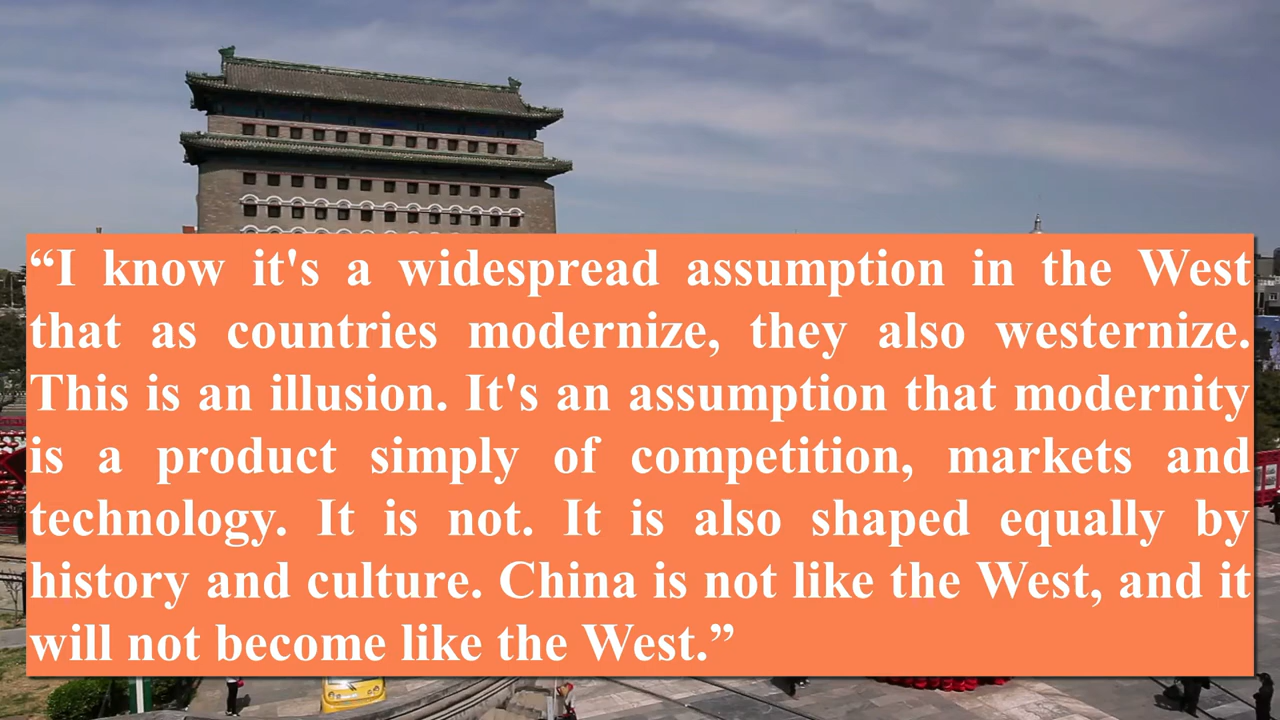 “I know it's a widespread assumption in the West
that as countries modernize, they also westernize.
This is an illusion. It's an assumption that modernity
is a product simply of competition, markets and
technology. It is not. It is also shaped equally by
history and culture. China is not like the West, and it
will not become like the West.”